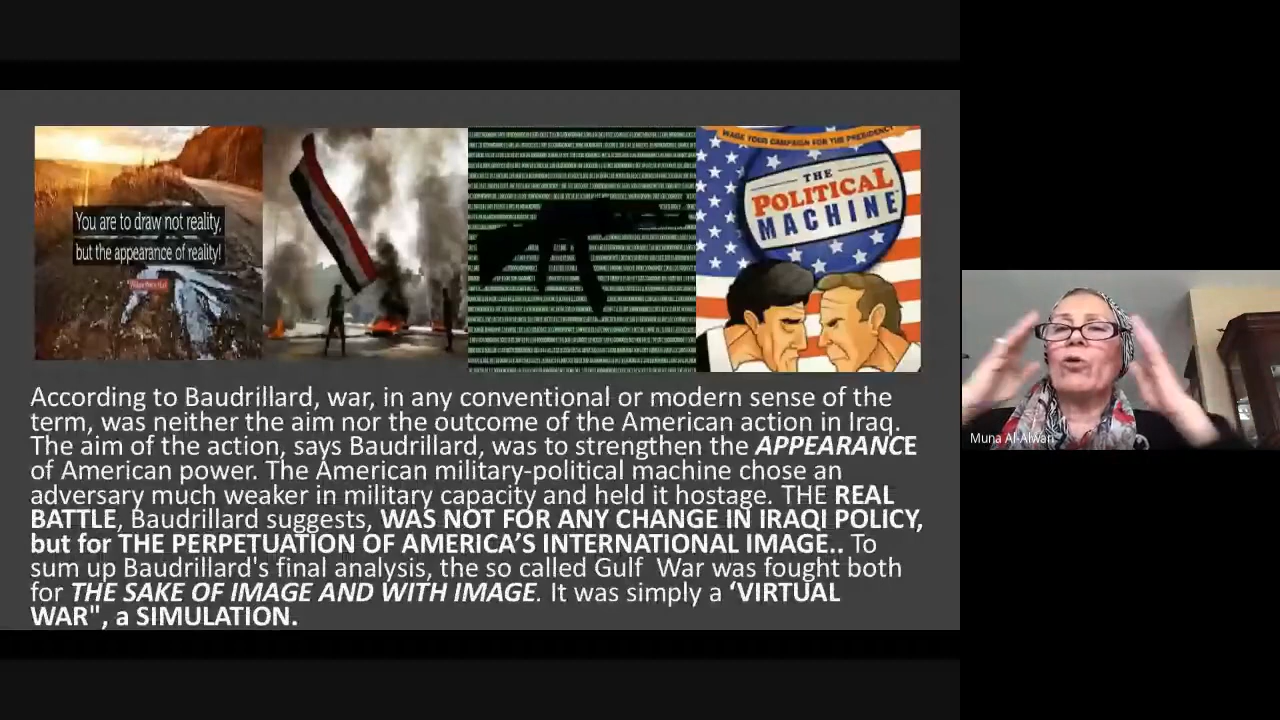 You are to draw not reality,
but the appearance of reality!
WAGE YOUR CAMPAIGN FOR THE PRESIDENCY
THE
POLITICAL
MACHINE
According to Baudrillard, war, in any conventional or modern sense of the
term, was neither the aim nor the outcome of the American action in Iraq.
The aim of the action, says Baudrillard, was to strengthen the APPEARANCE
of American power. The American military-political machine chose an
adversary much weaker in military capacity and held it hostage. THE REAL
BATTLE, Baudrillard suggests, WAS NOT FOR ANY CHANGE IN IRAQI POLICY,
but for THE PERPETUATION OF AMERICA’S INTERNATIONAL IMAGE.. To
sum up Baudrillard's final analysis, the so called Gulf War was fought both
for THE SAKE OF IMAGE AND WITH IMAGE. It was simply a ‘VIRTUAL
WAR", a SIMULATION.
Muna Al-Alwan